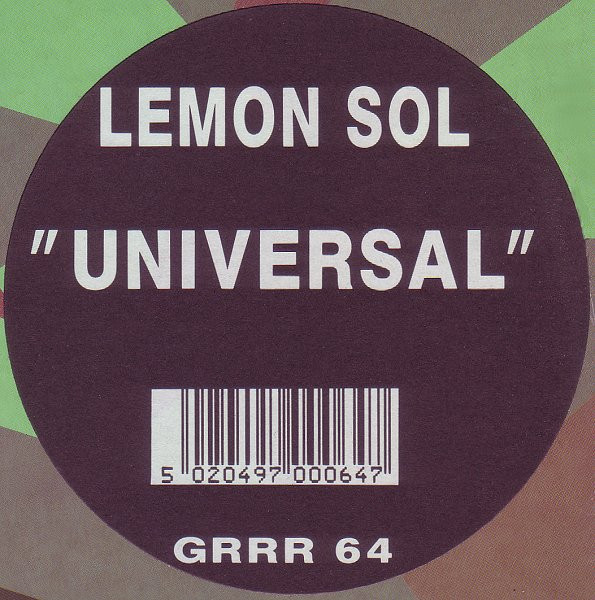 LEMON SOL
"UNIVERSAL"
5 020497 000647
GRRR 64